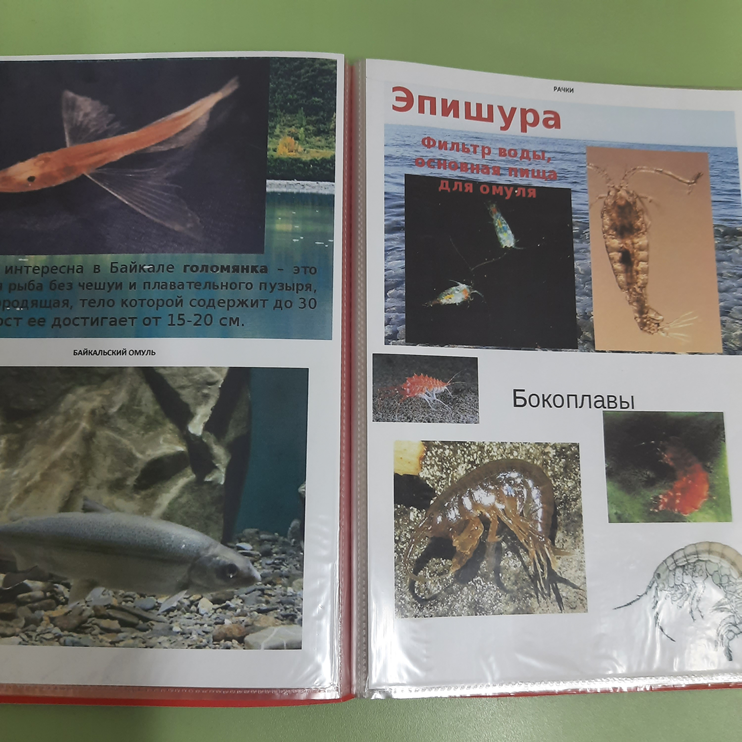 интересна в Байкале голомянка – это
рыба без чешуи и плавательного пузыря,
тело которой содержит до 30
ее достигает от 15-20 см.
БАЙКАЛЬСКИЙ ОМУЛЬ
РАЧКИ
Эпишура
Фильтр воды,
основная пища
для омуля
Бокоплавы